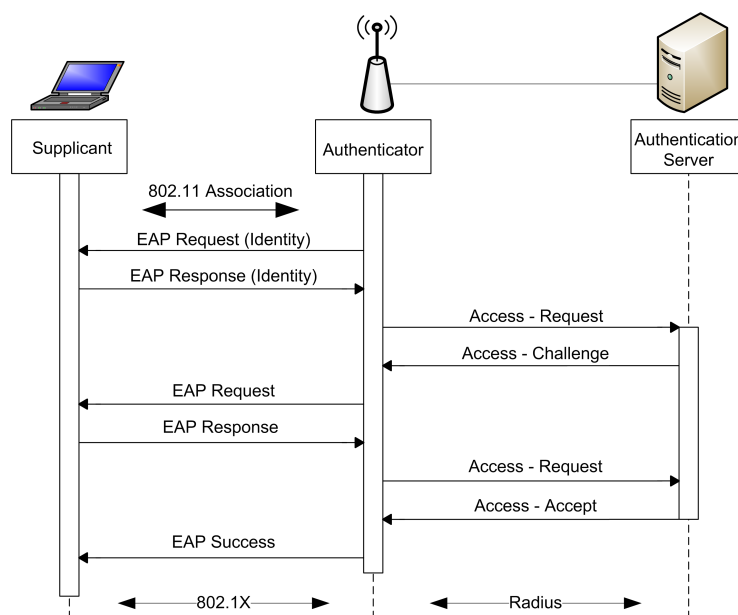 Supplicant
Authenticator
Authentication
Server
802.11 Association
EAP Request (Identity)
EAP Response (Identity)
Access - Request
Access - Challenge
EAP Request
EAP Response
Access - Request
Access - Accept
EAP Success
802.1X
Radius